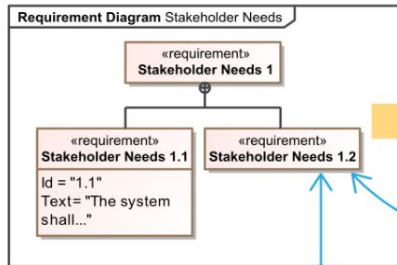 Requirement Diagram Stakeholder Needs
«requirement»
Stakeholder Needs 1
«requirement»
Stakeholder Needs 1.1
Id = "1.1"
Text= "The system
shall..."
«requirement»
Stakeholder Needs 1.2